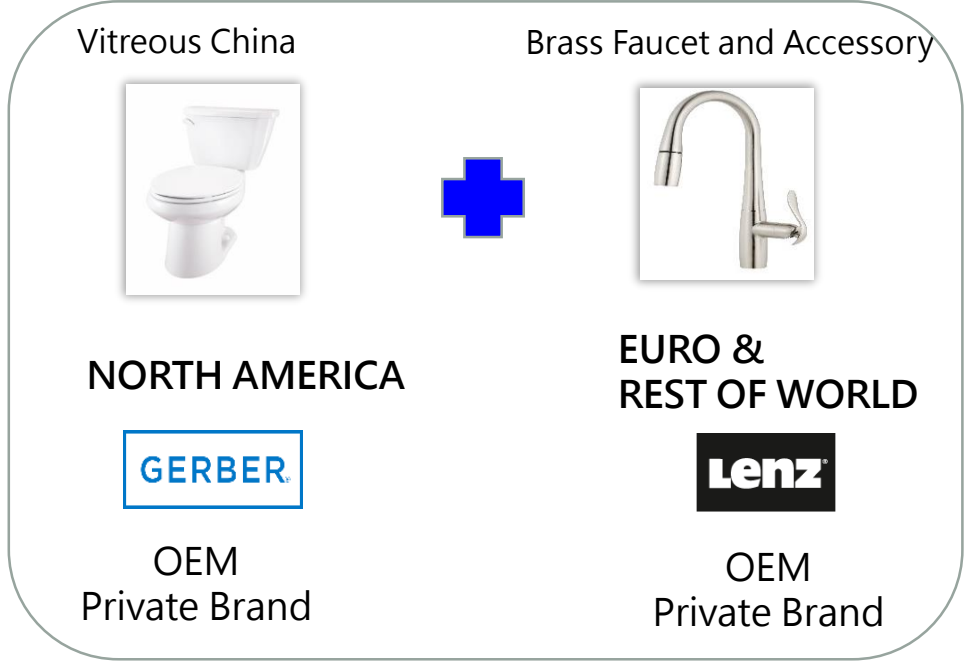 Vitreous China
Brass Faucet and Accessory
NORTH AMERICA
EURO &
REST OF WORLD
GERBER®
Lenz®
OEM
Private Brand
OEM
Private Brand